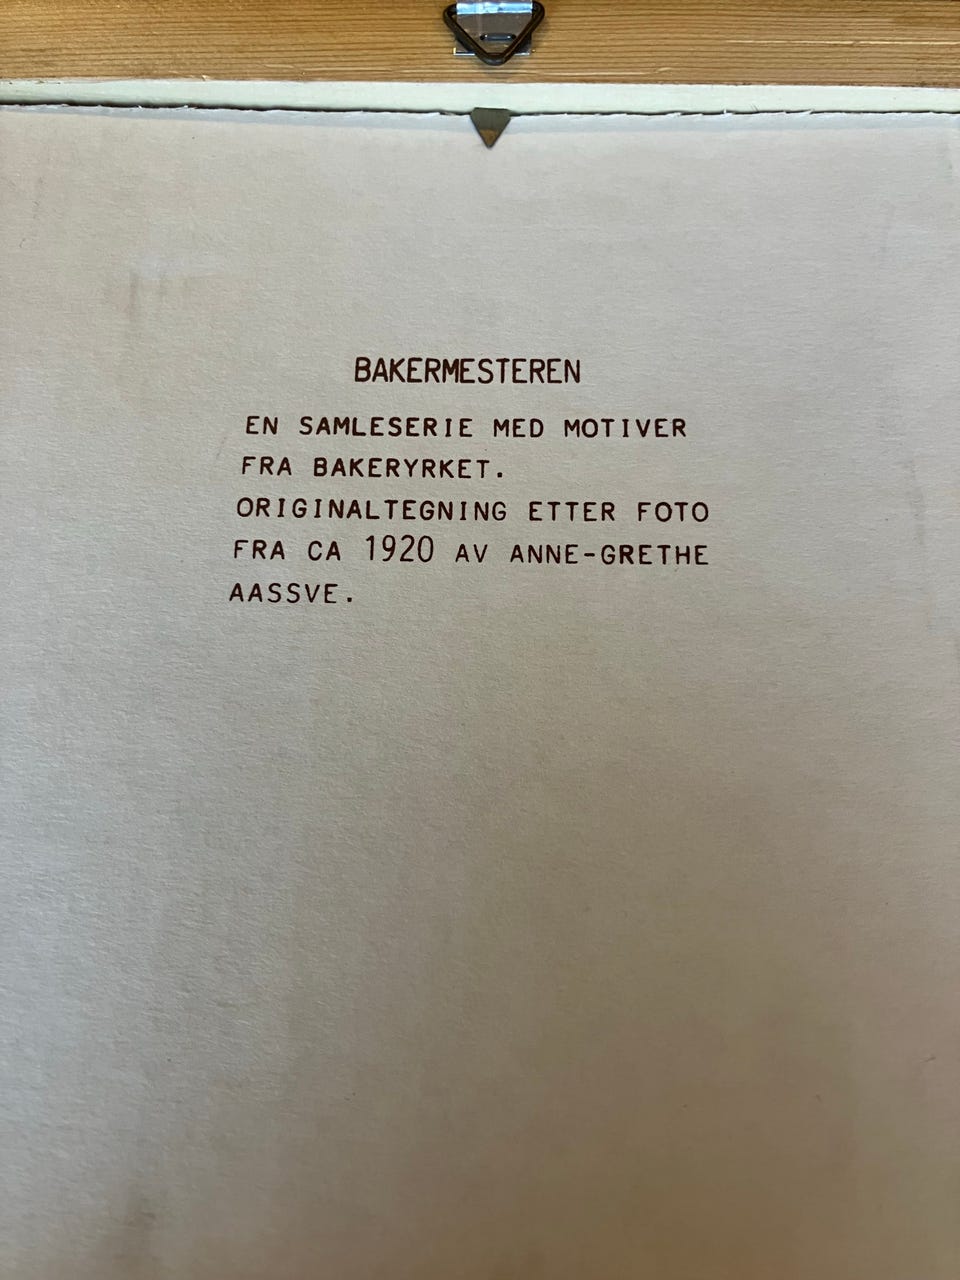 BAKERMESTEREN
EN SAMLESERIE MED MOTIVER
FRA BAKERYRKET.
ORIGINALTEGNING ETTER FOTO
FRA CA 1920 AV ANNE-GRETHE
AASSVE.